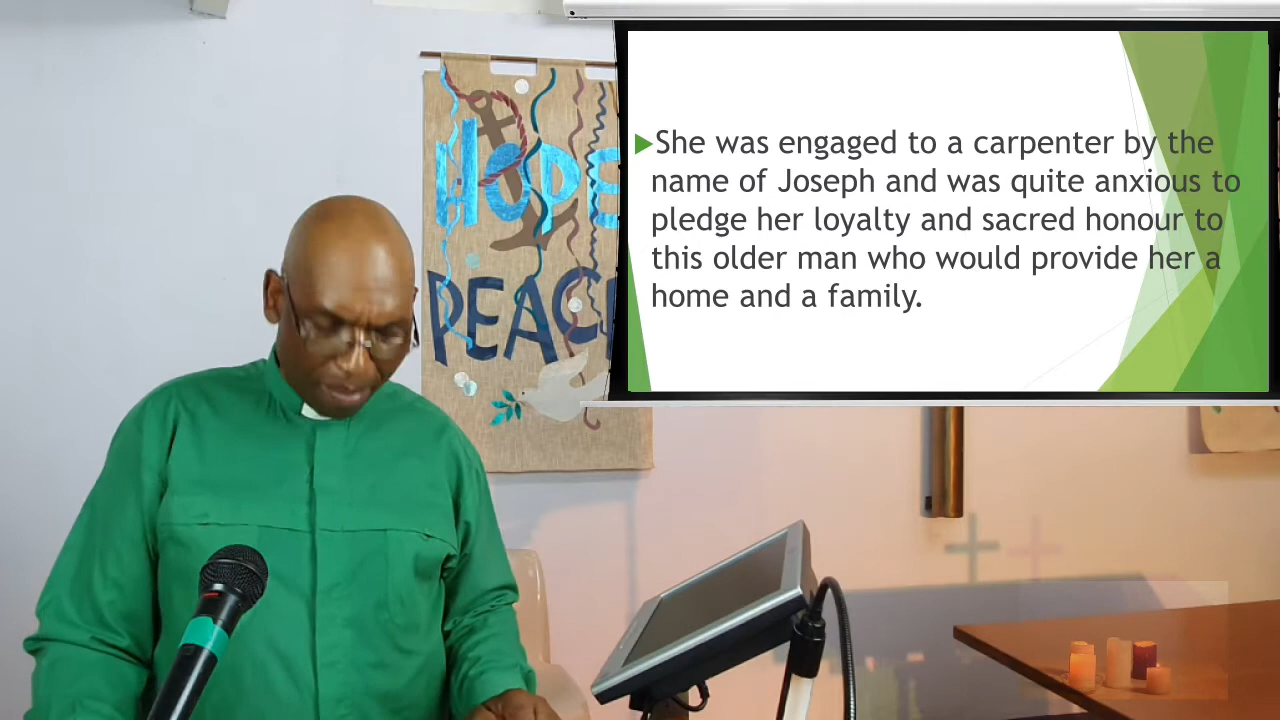 HOPE
PEACE
She was engaged to a carpenter by the
name of Joseph and was quite anxious to
pledge her loyalty and sacred honour to
this older man who would provide her a
home and a family.